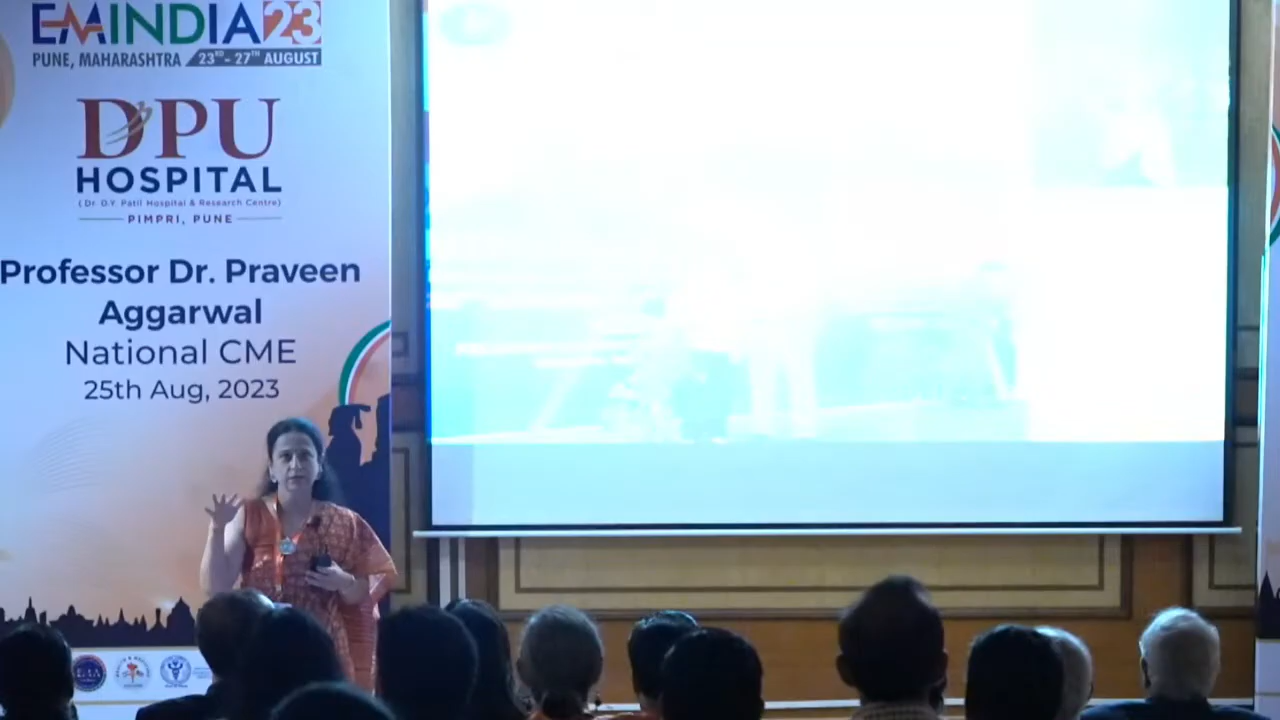 EMINDIA23
PUNE, MAHARASHTRA 23RD - 27TH AUGUST
DPU
HOSPITAL
( Dr. D.Y. Patil Hospital & Research Centre)
PIMPRI, PUNE
Professor Dr. Praveen
Aggarwal
National CME
25th Aug, 2023